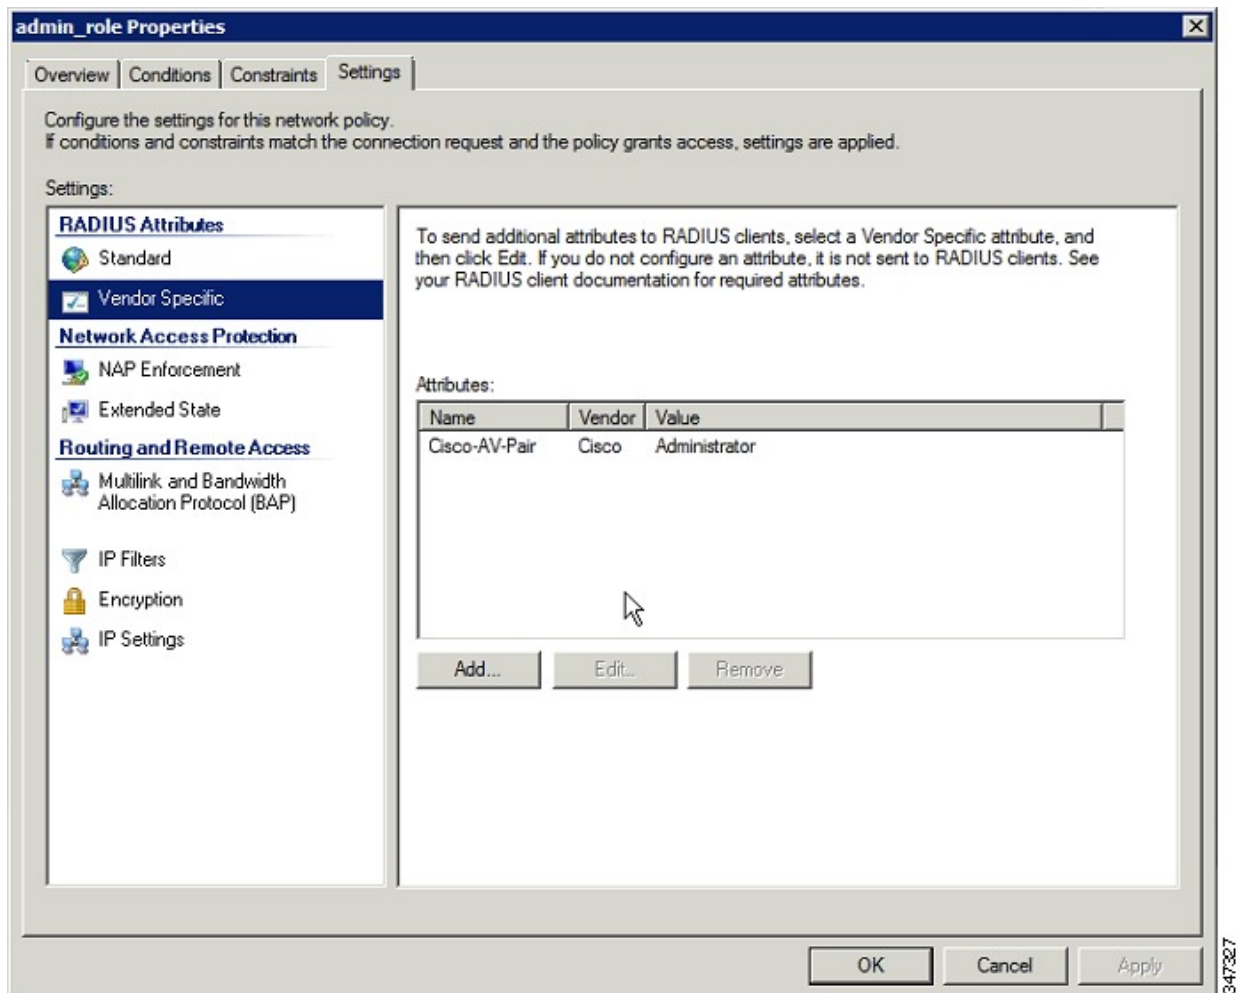 admin_role Properties
Overview Conditions Constraints Settings
Configure the settings for this network policy.
If conditions and constraints match the connection request and the policy grants access, settings are applied.
Settings:
RADIUS Attributes
Standard
Vendor Specific
Network Access Protection
NAP Enforcement
Extended State
Routing and Remote Access
Multilink and Bandwidth
Allocation Protocol (BAP)
IP Filters
Encryption
IP Settings
To send additional attributes to RADIUS clients, select a Vendor Specific attribute, and
then click Edit. If you do not configure an attribute, it is not sent to RADIUS clients. See
your RADIUS client documentation for required attributes.
Attributes:
Name Vendor Value
Cisco-AV-Pair Cisco Administrator
Add... Edit... Remove
OK Cancel Apply
347327